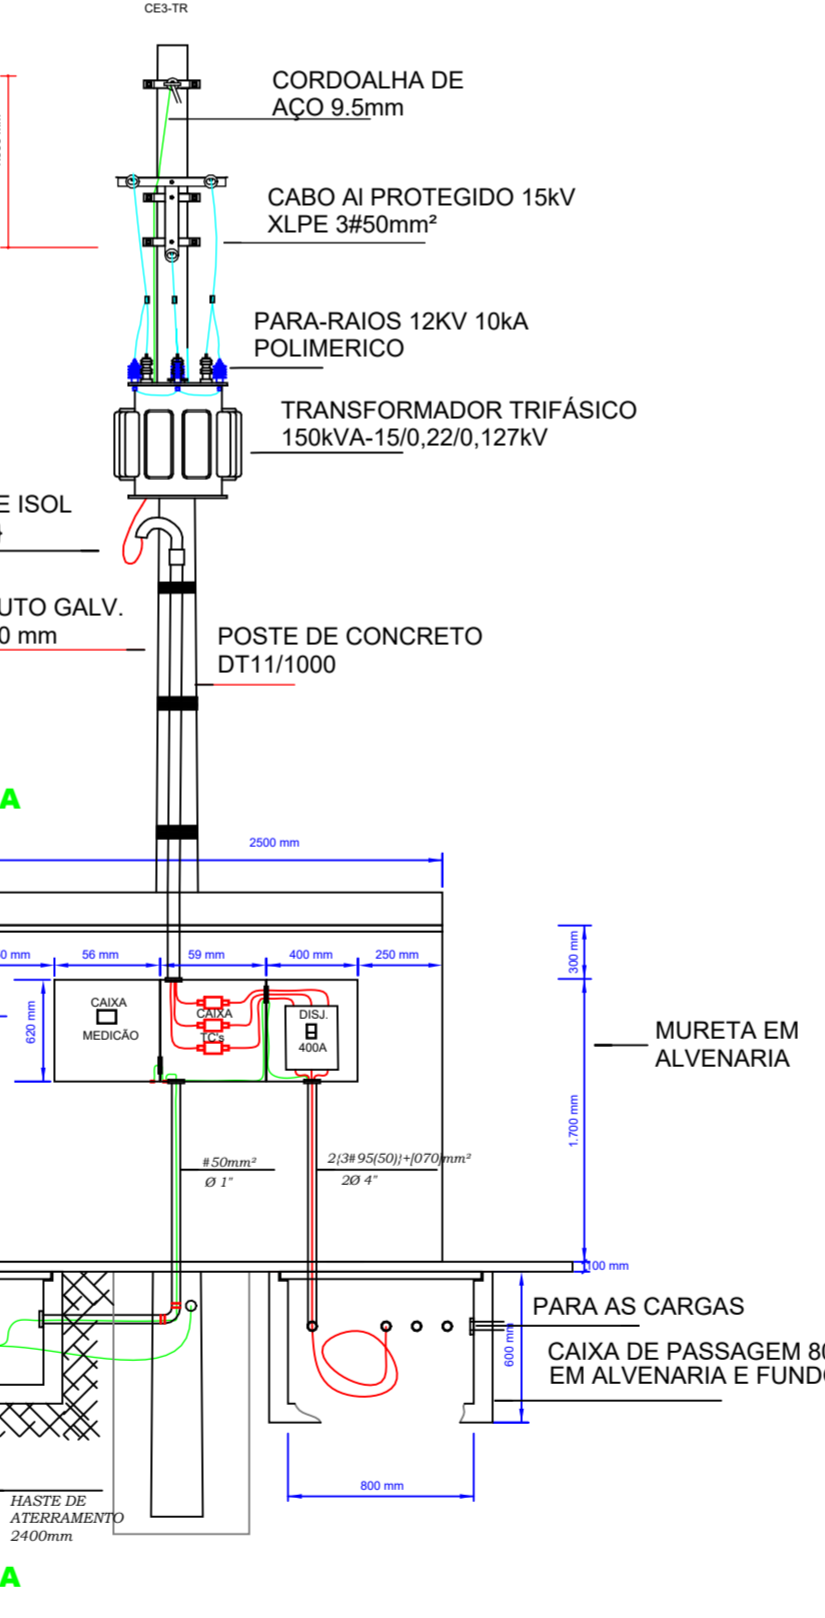 CE3-TR
CORDOALHA DE
AÇO 9.5mm
CABO Al PROTEGIDO 15kV
XLPE 3#50mm²
PARA-RAIOS 12KV 10kA
POLIMERICO
TRANSFORMADOR TRIFÁSICO
150kVA-15/0,22/0,127kV
E ISOL
UTO GALV.
0 mm
POSTE DE CONCRETO
DT11/1000
A
2500 mm
0 mm
56 mm
59 mm
400 mm
250 mm
300 mm
620 mm
CAIXA
MEDICÃO
CAIXA
TC's
DISJ.
400A
MURETA EM
ALVENARIA
1.700 mm
#50mm²
Ø 1"
2{3#95(50)}+[070]mm²
2Ø 4"
100 mm
PARA AS CARGAS
600 mm
CAIXA DE PASSAGEM 80
EM ALVENARIA E FUNDO
800 mm
HASTE DE
ATERRAMENTO
2400mm
A